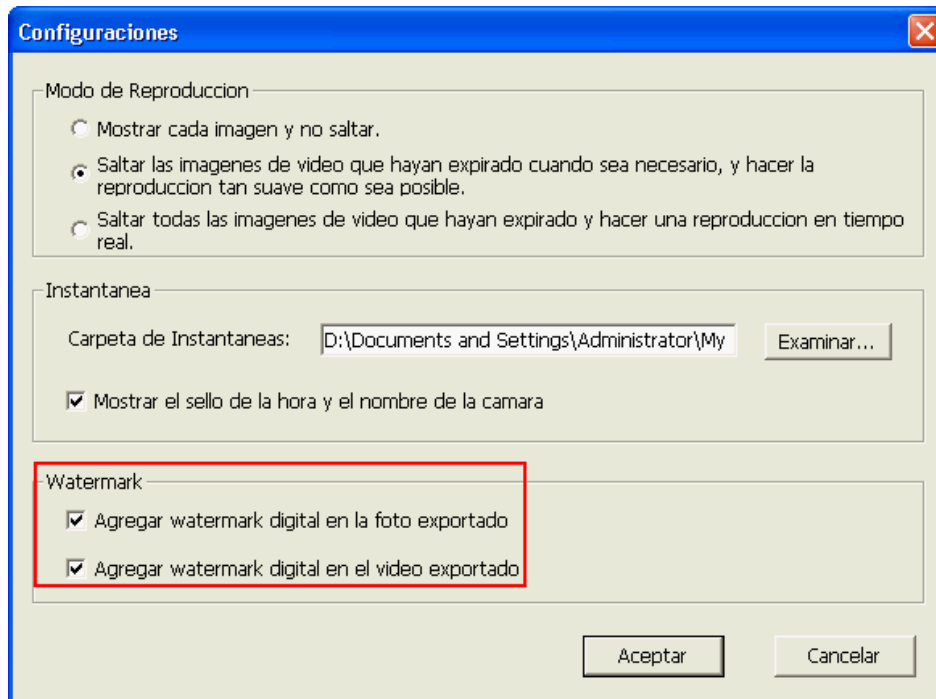 Configuraciones
Modo de Reproduccion
Mostrar cada imagen y no saltar.
Saltar las imagenes de video que hayan expirado cuando sea necesario, y hacer la
reproduccion tan suave como sea posible.
Saltar todas las imagenes de video que hayan expirado y hacer una reproduccion en tiempo
real.
Instantanea
Carpeta de Instantaneas: D:\Documents and Settings\Administrator\My Examinar...
Mostrar el sello de la hora y el nombre de la camara
Watermark
Agregar watermark digital en la foto exportado
Agregar watermark digital en el video exportado
Aceptar Cancelar